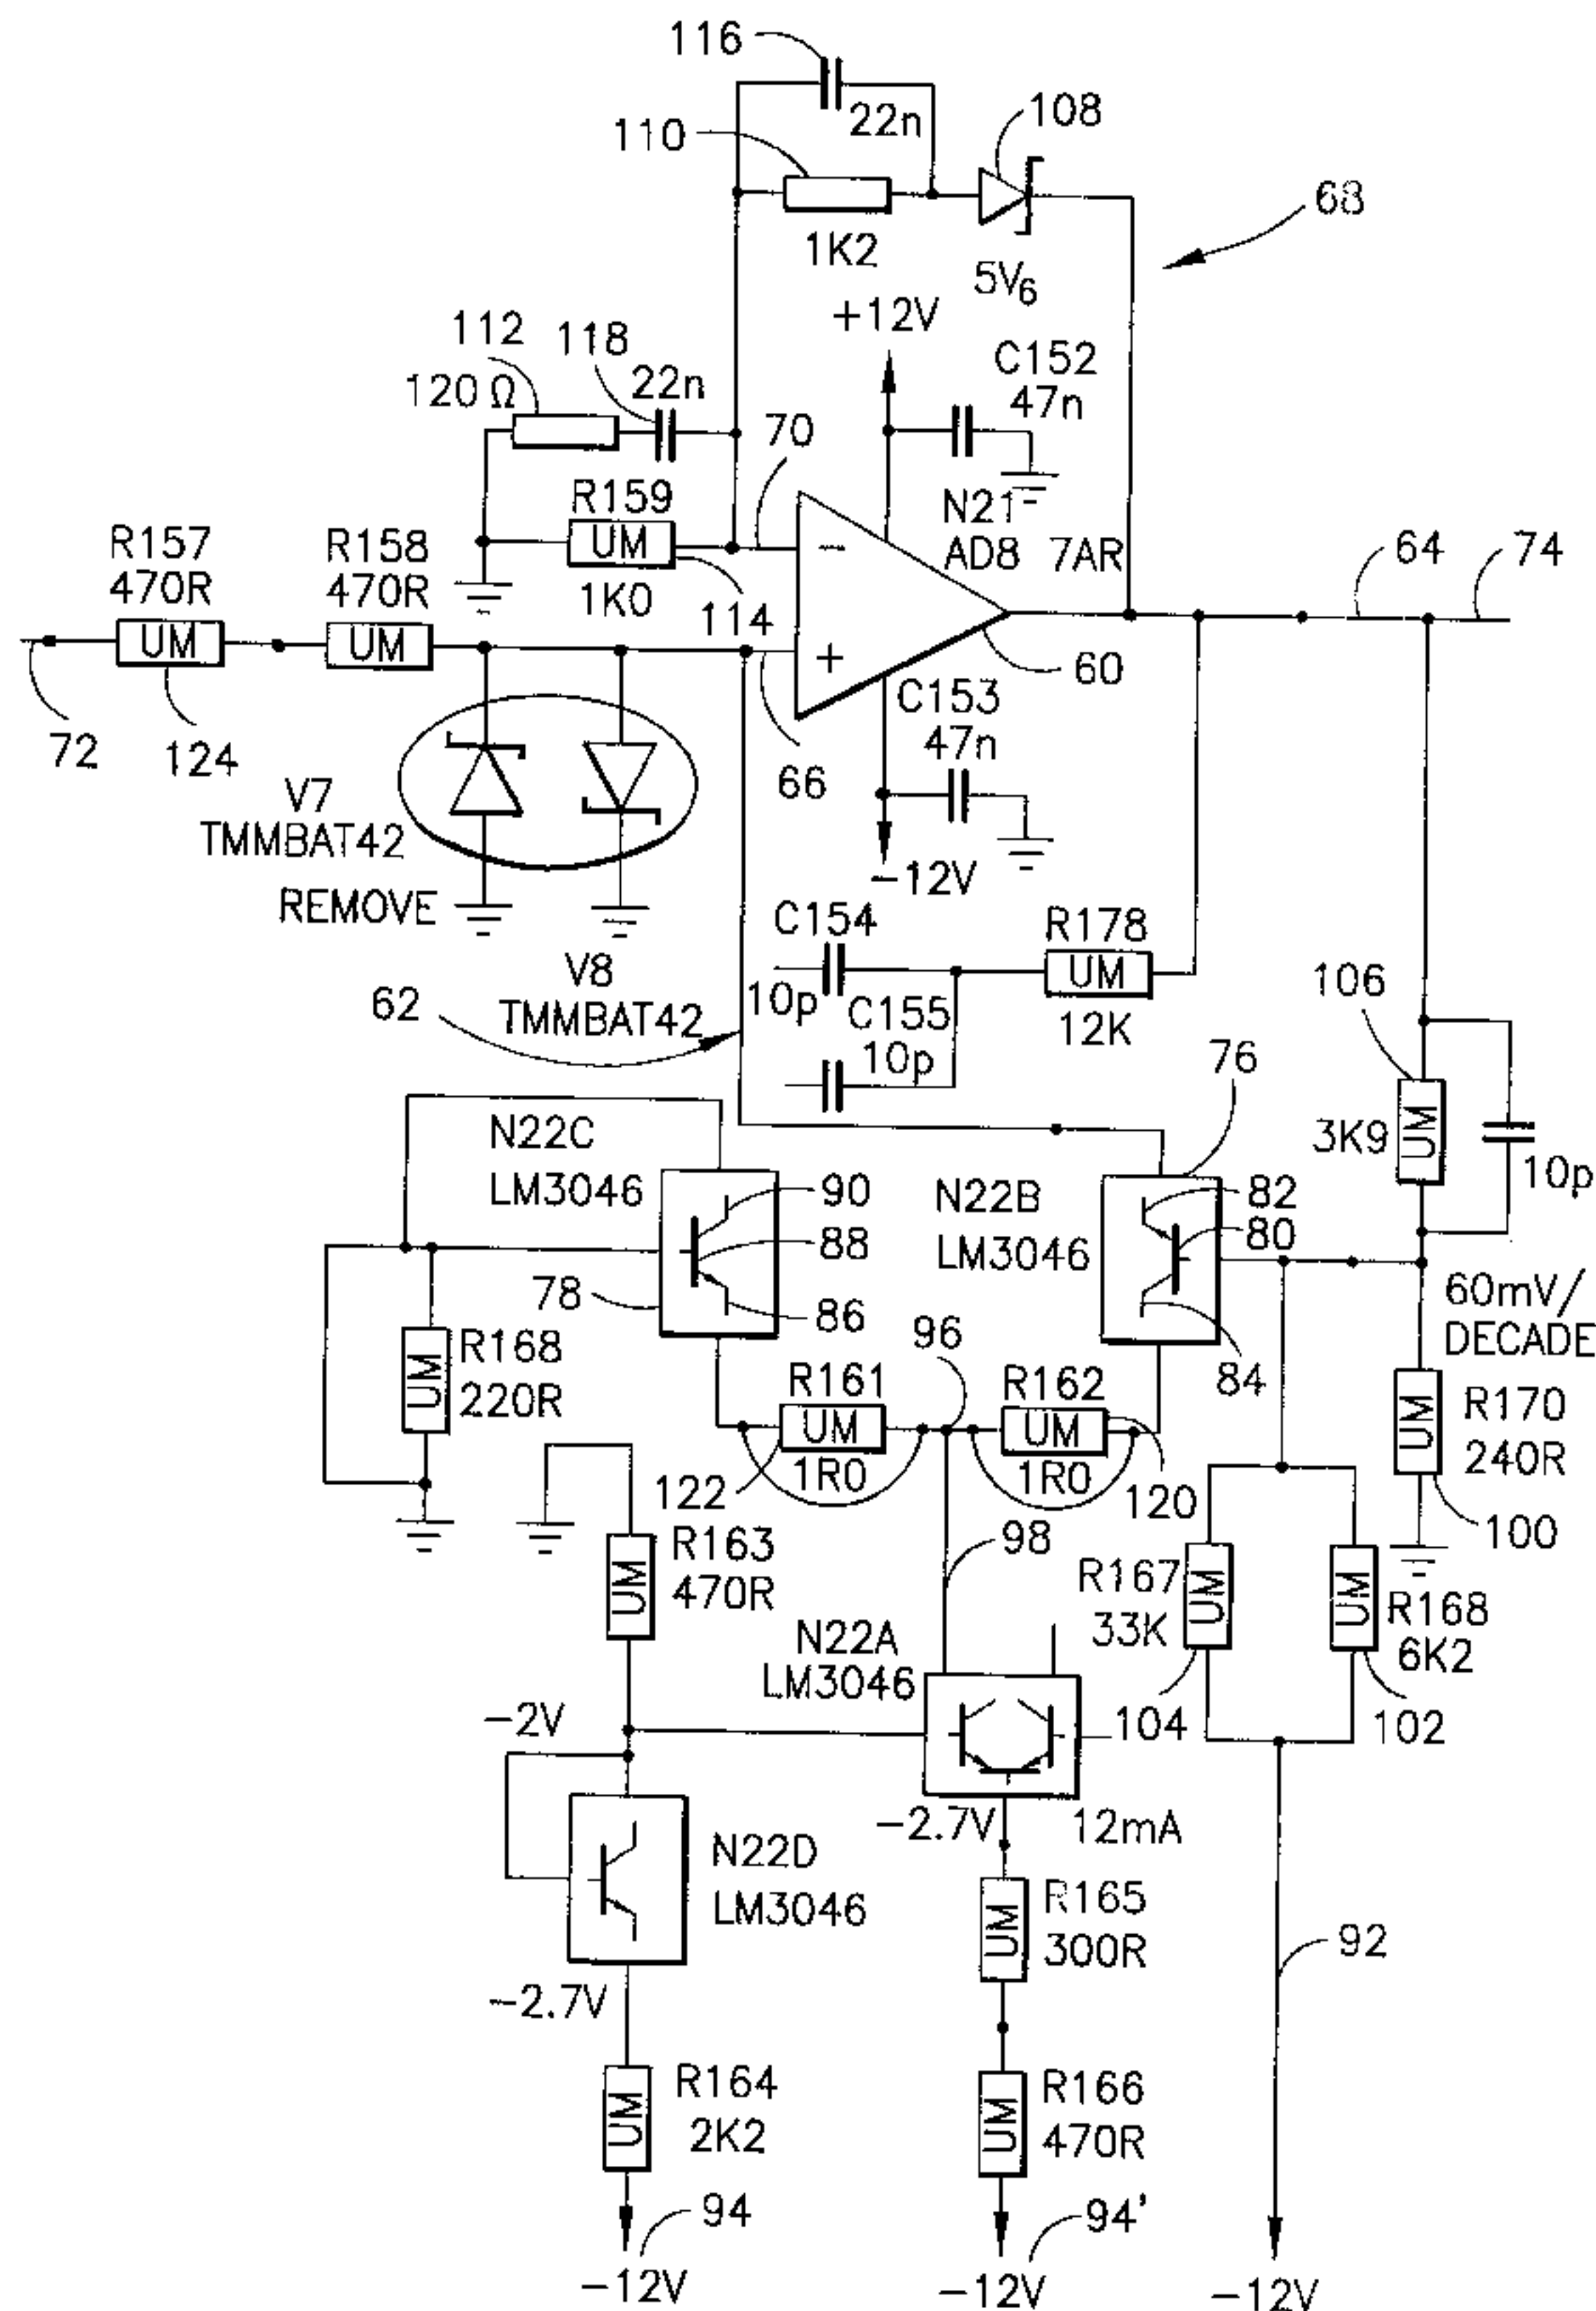 116
22n
108
110
68
1K2
5V6
+12V
112
118
C152
120 Ω
22n
47n
70
R159
N21
UM
AD8 7AR
64
74
R157
R158
470R
470R
1K0
114
UM
UM
−
+
60
72
124
C153
47n
66
V7
TMMBAT42
−12V
REMOVE
C154
R178
V8
UM
106
TMMBAT42
10p
C155
12K
62
10p
76
N22C
3K9
UM
10p
LM3046
90
N22B
82
88
LM3046
80
78
86
60mV/
DECADE
96
84
R168
R161
R162
UM
220R
UM
UM
UM
R170
1R0
1R0
240R
122
120
R163
98
100
UM
470R
R167
UM
UM
33K
R168
N22A
6K2
LM3046
−2V
104
102
−2.7V
12mA
N22D
LM3046
R165
UM
300R
92
−2.7V
R164
R166
UM
UM
2K2
470R
94
94'
−12V
−12V
−12V